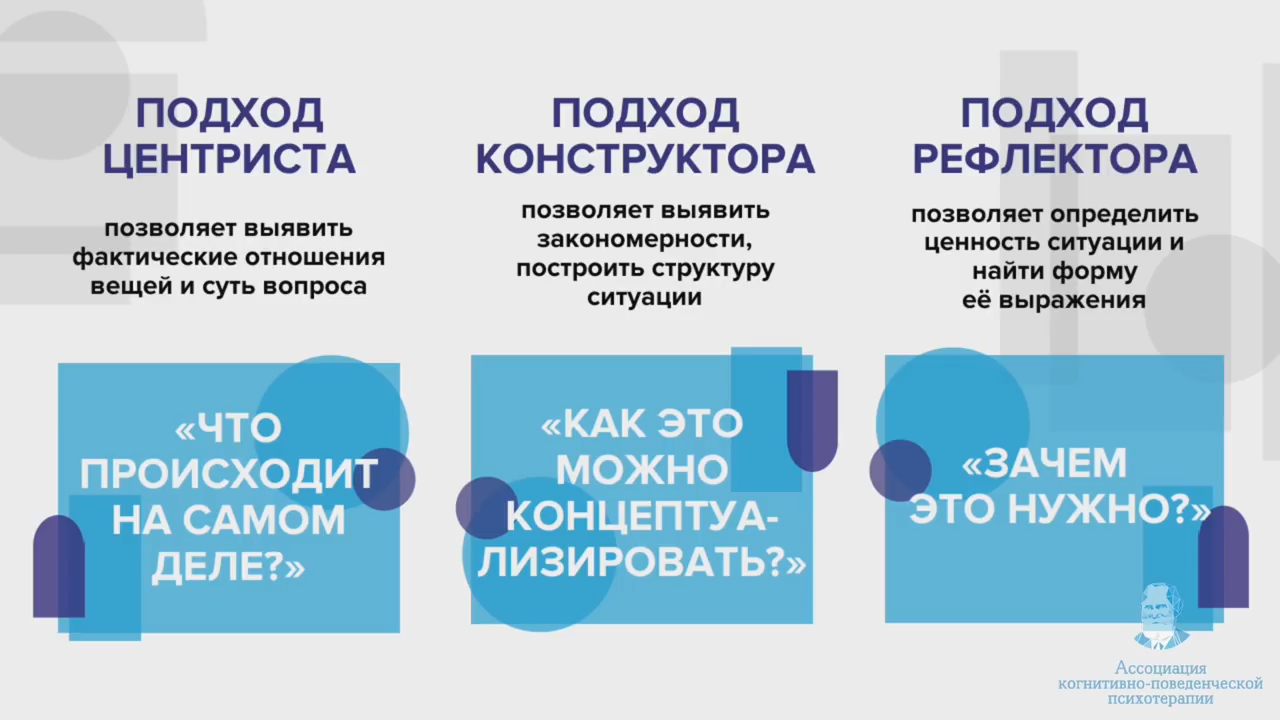 ПОДХОД
ЦЕНТРИСТА
позволяет выявить
фактические отношения
вещей и суть вопроса
«ЧТО
ПРОИСХОДИТ
НА САМОМ
ДЕЛЕ?»
ПОДХОД
КОНСТРУКТОРА
позволяет выявить
закономерности,
построить структуру
ситуации
«КАК ЭТО
МОЖНО
КОНЦЕПТУА-
ЛИЗИРОВАТЬ?»
ПОДХОД
РЕФЛЕКТОРА
позволяет определить
ценность ситуации и
найти форму
её выражения
«ЗАЧЕМ
ЭТО НУЖНО?»
Ассоциация
когнитивно-поведенческой
психотерапии